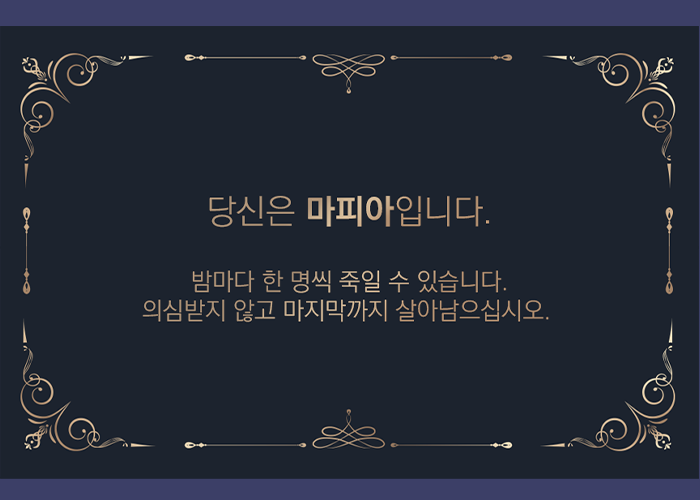 당신은 마피아입니다.
밤마다 한 명씩 죽일 수 있습니다.
의심받지 않고 마지막까지 살아남으십시오.